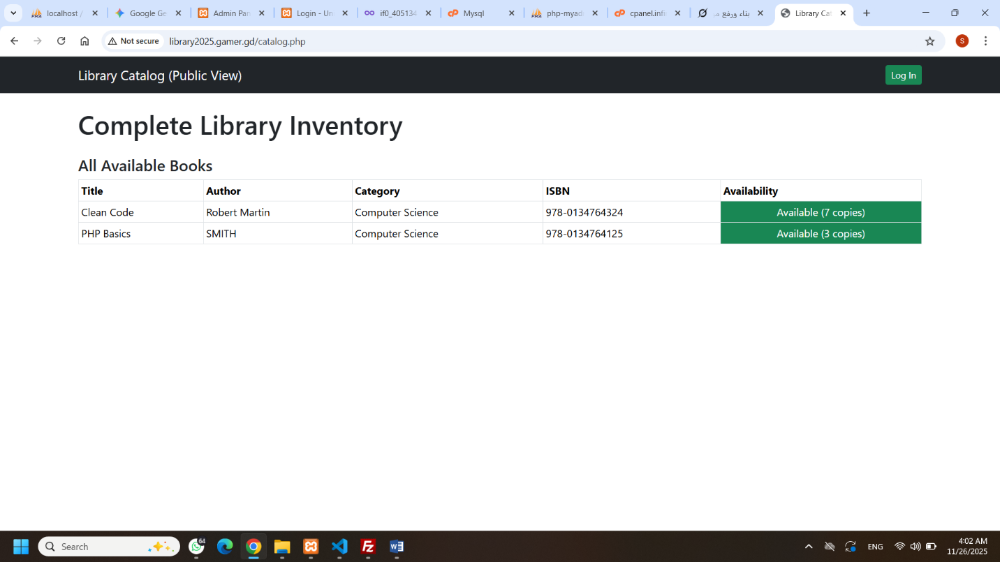 localhost /
Google Ge
Admin Pan
Login - Un
if0_405134
Mysql
php-myad
cpanel.infi
بناء ورفع م
Library Cat
Not secure
library2025.gamer.gd/catalog.php
S
Library Catalog (Public View)
Log In
Complete Library Inventory
All Available Books
Title Author Category ISBN Availability
Clean Code Robert Martin Computer Science 978-0134764324 Available (7 copies)
PHP Basics SMITH Computer Science 978-0134764125 Available (3 copies)
Search
64
ENG
4:02 AM
11/26/2025